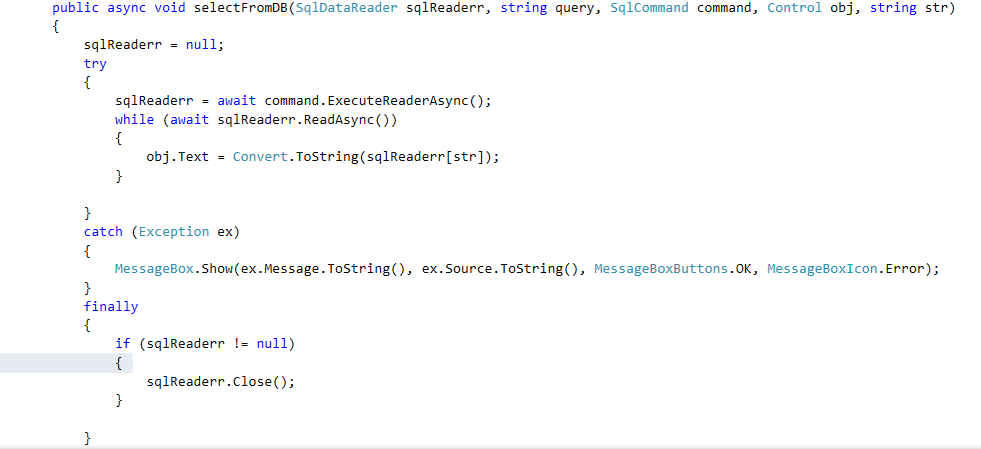 public async void selectFromDB(SqlDataReader sqlReaderr, string query, SqlCommand command, Control obj, string str)
{
    sqlReaderr = null;
    try
    {
        sqlReaderr = await command.ExecuteReaderAsync();
        while (await sqlReaderr.ReadAsync())
        {
            obj.Text = Convert.ToString(sqlReaderr[str]);
        }

    }
    catch (Exception ex)
    {
        MessageBox.Show(ex.Message.ToString(), ex.Source.ToString(), MessageBoxButtons.OK, MessageBoxIcon.Error);
    }
    finally
    {
        if (sqlReaderr != null)
        {
            sqlReaderr.Close();
        }

    }